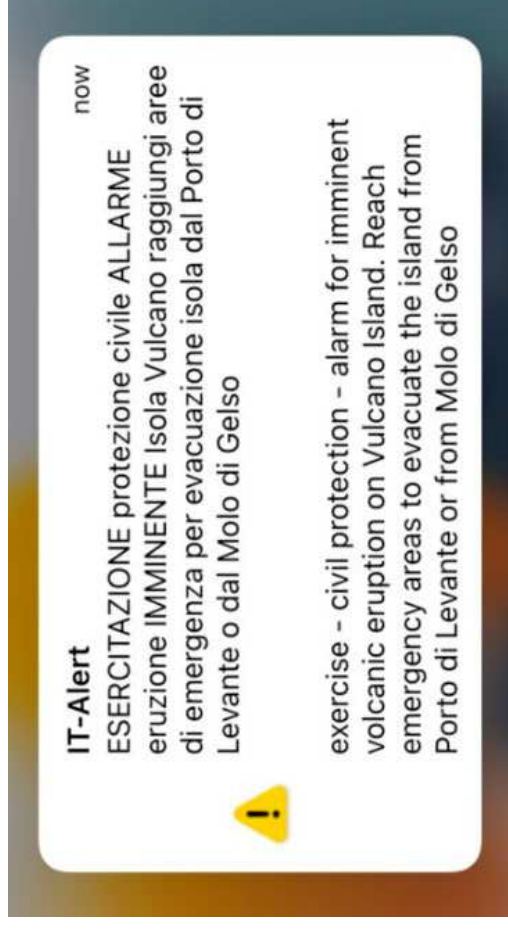 IT-Alert
now
ESERCITAZIONE protezione civile ALLARME
eruzione IMMINENTE Isola Vulcano raggiungi aree
di emergenza per evacuazione isola dal Porto di
Levante o dal Molo di Gelso
exercise - civil protection - alarm for imminent
volcanic eruption on Vulcano Island. Reach
emergency areas to evacuate the island from
Porto di Levante or from Molo di Gelso